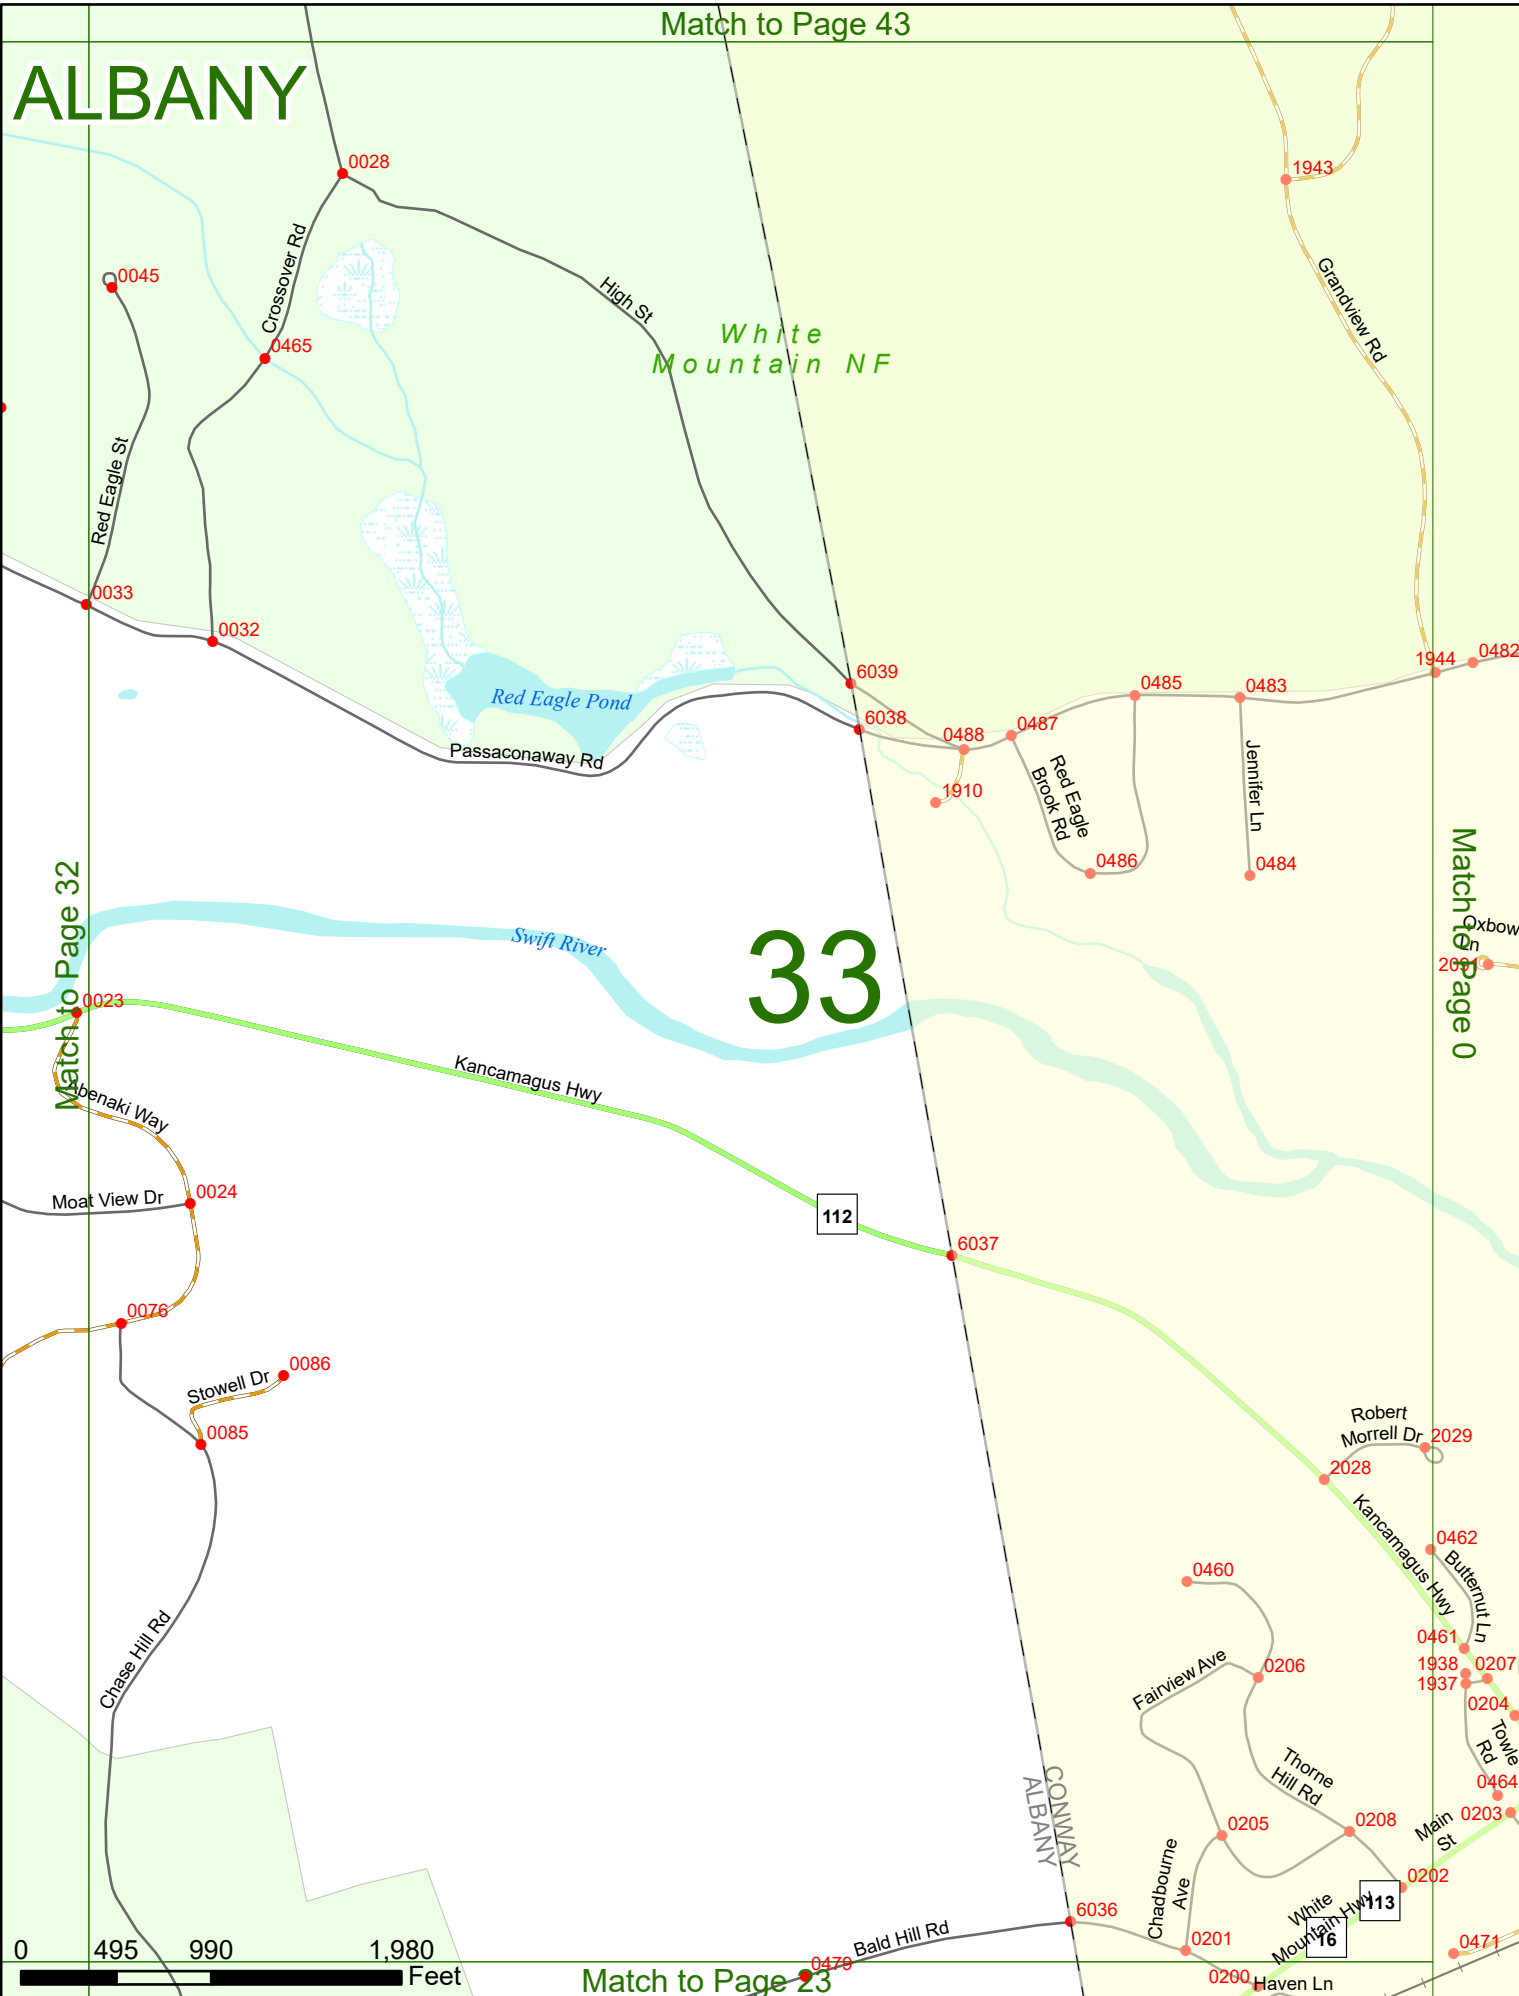 Match to Page 43
ALBANY
0028
1943
Crossover Rd
0045
High St
Grandview Rd
White
Mountain NF
0465
Red Eagle St
0033
0032
6039
1944
0482
Red Eagle Pond
0485
0483
6038
0488
0487
Passaconaway Rd
1910
Red Eagle
Brook Rd
Jennifer Ln
0486
0484
Match to Page 32
Match to Page 0
Oxbow
Ln
2091
Swift River
33
0023
Kancamagus Hwy
Abenaki Way
Moat View Dr
0024
112
6037
0076
0086
Stowell Dr
0085
Robert
Morrell Dr
2029
2028
Kancamagus Hwy
0462
Butternut Ln
0460
0461
Chase Hill Rd
Fairview Ave
0206
1938
0207
1937
0204
Towle
Rd
Thorne
Hill Rd
0464
CONWAY
ALBANY
0205
0208
Main
St
0203
Chadbourne
Ave
0202
113
White
Mountain Hwy
16
6036
Bald Hill Rd
0201
0471
0479
0200
Haven Ln
0 495 990 1,980
Feet
Match to Page 23